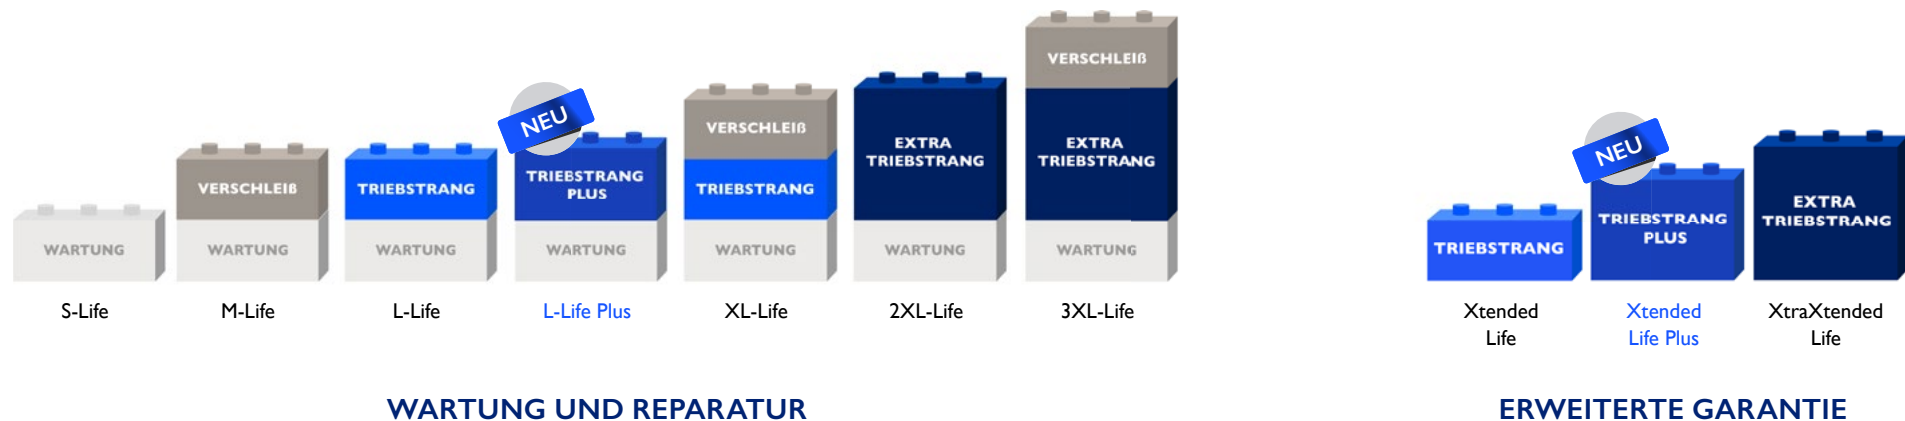 WARTUNG
S-Life
VERSCHLEIß
WARTUNG
M-Life
TRIEBSTRANG
WARTUNG
L-Life
NEU
TRIEBSTRANG
PLUS
WARTUNG
L-Life Plus
VERSCHLEIß
TRIEBSTRANG
WARTUNG
XL-Life
EXTRA
TRIEBSTRANG
WARTUNG
2XL-Life
VERSCHLEIß
EXTRA
TRIEBSTRANG
WARTUNG
3XL-Life
WARTUNG UND REPARATUR
TRIEBSTRANG
Xtended
Life
NEU
TRIEBSTRANG
PLUS
Xtended
Life Plus
EXTRA
TRIEBSTRANG
XtraXtended
Life
ERWEITERTE GARANTIE